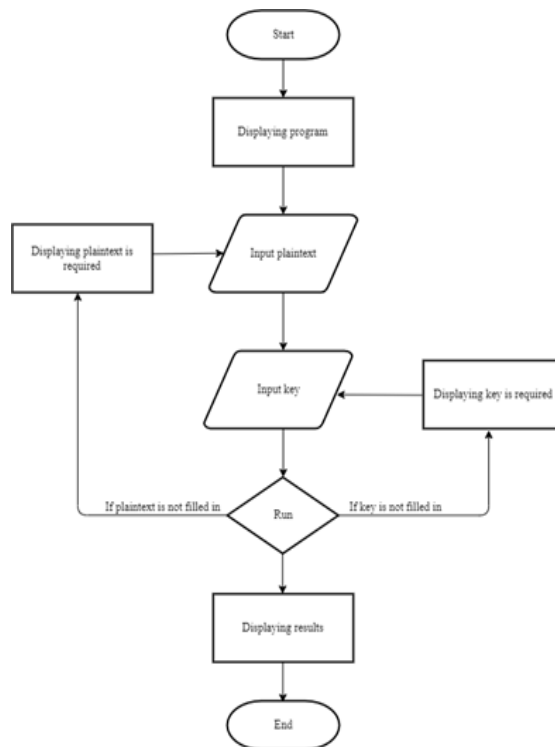 Start
Displaying program
Displaying plaintext is
required
Input plaintext
Input key
Displaying key is required
If plaintext is not filled in
Run
If key is not filled in
Displaying results
End